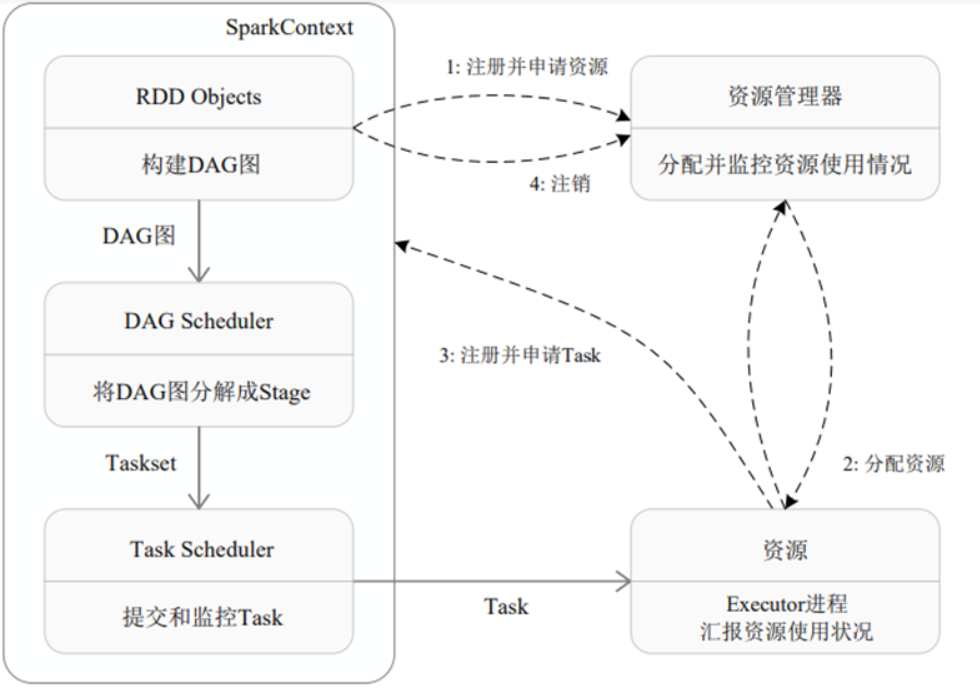 SparkContext
RDD Objects
构建DAG图
1: 注册并申请资源
资源管理器
分配并监控资源使用情况
4: 注销
DAG图
DAG Scheduler
将DAG图分解成Stage
3: 注册并申请Task
2: 分配资源
Taskset
Task Scheduler
提交和监控Task
Task
资源
Executor进程
汇报资源使用状况